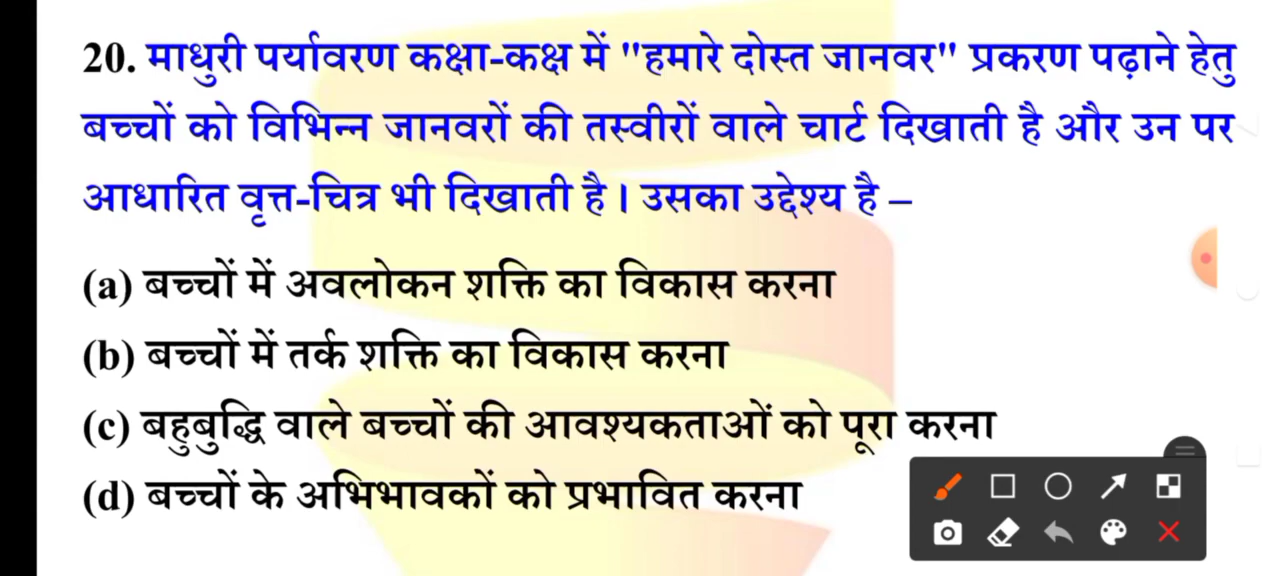 20. माधुरी पर्यावरण कक्षा-कक्ष में "हमारे दोस्त जानवर" प्रकरण पढ़ाने हेतु
बच्चों को विभिन्न जानवरों की तस्वीरों वाले चार्ट दिखाती है और उन पर
आधारित वृत्त-चित्र भी दिखाती है। उसका उद्देश्य है –
(a) बच्चों में अवलोकन शक्ति का विकास करना
(b) बच्चों में तर्क शक्ति का विकास करना
(c) बहुबुद्धि वाले बच्चों की आवश्यकताओं को पूरा करना
(d) बच्चों के अभिभावकों को प्रभावित करना